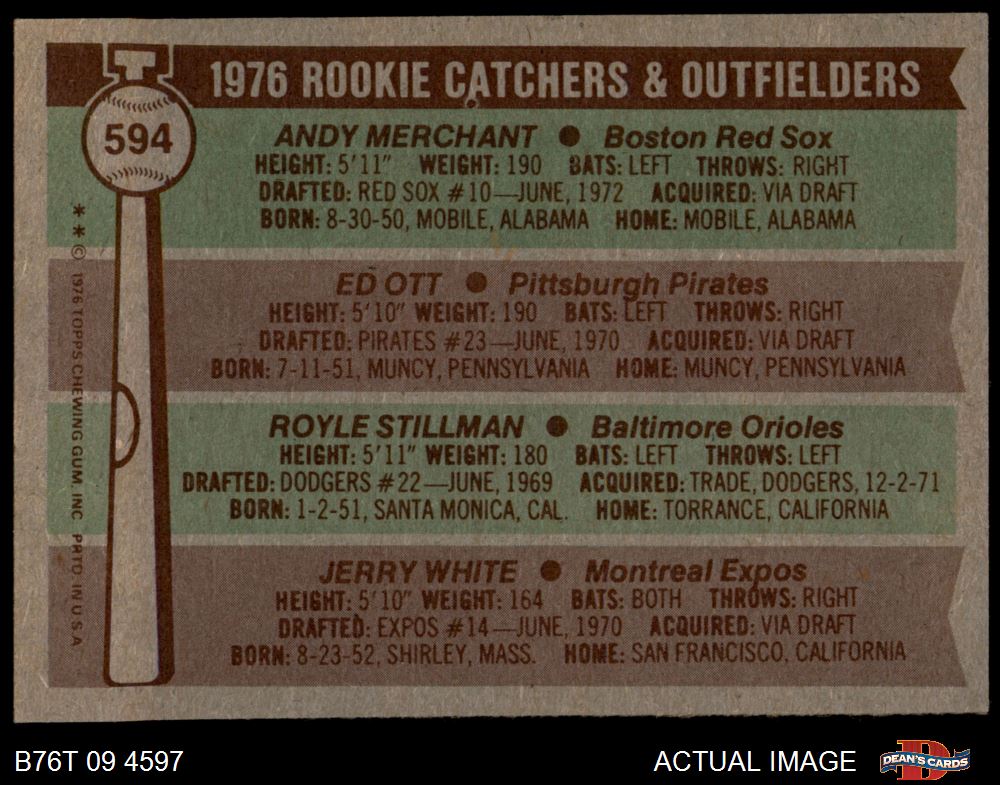 1976 ROOKIE CATCHERS & OUTFIELDERS
594
ANDY MERCHANT ● Boston Red Sox
HEIGHT: 5'11" WEIGHT: 190 BATS: LEFT THROWS: RIGHT
DRAFTED: RED SOX #10—JUNE, 1972 ACQUIRED: VIA DRAFT
BORN: 8-30-50, MOBILE, ALABAMA HOME: MOBILE, ALABAMA
ED OTT ● Pittsburgh Pirates
HEIGHT: 5'10" WEIGHT: 190 BATS: LEFT THROWS: RIGHT
DRAFTED: PIRATES #23—JUNE, 1970 ACQUIRED: VIA DRAFT
BORN: 7-11-51, MUNCY, PENNSYLVANIA HOME: MUNCY, PENNSYLVANIA
ROYLE STILLMAN ● Baltimore Orioles
HEIGHT: 5'11" WEIGHT: 180 BATS: LEFT THROWS: LEFT
DRAFTED: DODGERS #22—JUNE, 1969 ACQUIRED: TRADE, DODGERS, 12-2-71
BORN: 1-2-51, SANTA MONICA, CAL. HOME: TORRANCE, CALIFORNIA
JERRY WHITE ● Montreal Expos
HEIGHT: 5'10" WEIGHT: 164 BATS: BOTH THROWS: RIGHT
DRAFTED: EXPOS #14—JUNE, 1970 ACQUIRED: VIA DRAFT
BORN: 8-23-52, SHIRLEY, MASS. HOME: SAN FRANCISCO, CALIFORNIA
**© 1976 TOPPS CHEWING GUM, INC. PRTD. IN U.S.A.
B76T 09 4597
ACTUAL IMAGE
D
DEAN'S CARDS